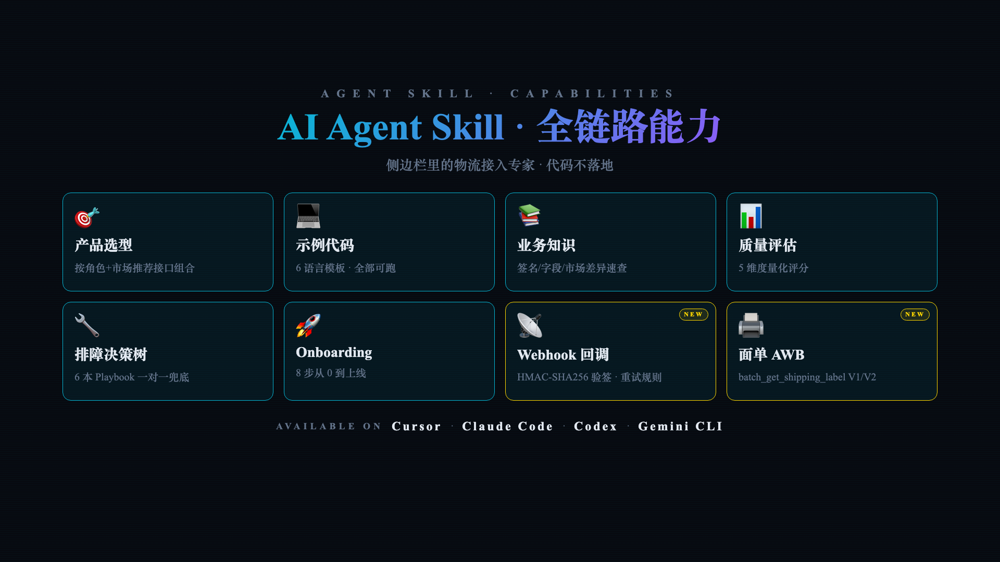 AGENT SKILL · CAPABILITIES
AI Agent Skill · 全链路能力
侧边栏里的物流接入专家 · 代码不落地
产品选型
按角色+市场推荐接口组合
示例代码
6 语言模板 · 全部可跑
业务知识
签名/字段/市场差异速查
质量评估
5 维度量化评分
排障决策树
6 本 Playbook 一对一兜底
Onboarding
8 步从 0 到上线
NEW
Webhook 回调
HMAC-SHA256 验签 · 重试规则
NEW
面单 AWB
batch_get_shipping_label V1/V2
AVAILABLE ON Cursor · Claude Code · Codex · Gemini CLI